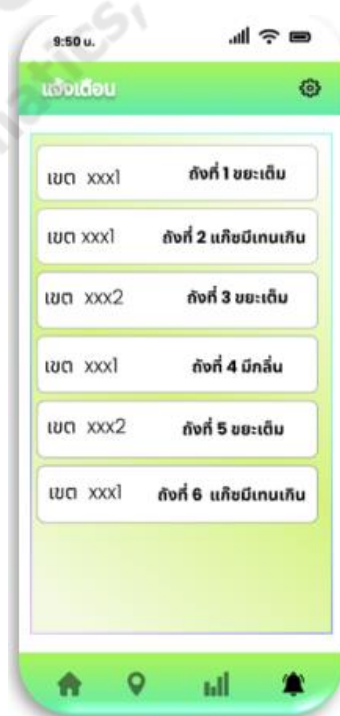 9:50 น.
แจ้งเตือน
เขต xxx1 ถังที่ 1 ขยะเต็ม
เขต xxx1 ถังที่ 2 แก๊ซมีเทนเกิน
เขต xxx2 ถังที่ 3 ขยะเต็ม
เขต xxx1 ถังที่ 4 มีกลิ่น
เขต xxx2 ถังที่ 5 ขยะเต็ม
เขต xxx1 ถังที่ 6 แก๊ซมีเทนเกิน